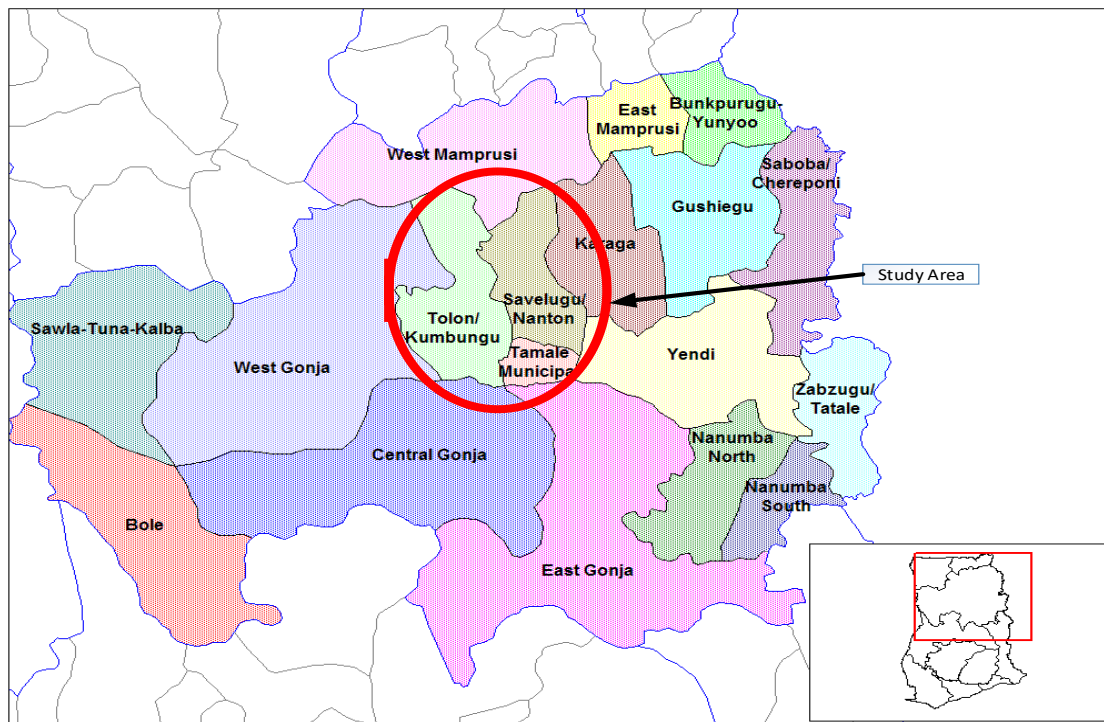 East
Mamprusi
Bunkpurugu-
Yunyoo
West Mamprusi
Saboba/
Chereponi
Gushiegu
Karaga
Study Area
Sawla-Tuna-Kalba
Savelugu/
Nanton
Tolon/
Kumbungu
West Gonja
Tamale
Municipal
Yendi
Zabzugu/
Tatale
Nanumba
North
Central Gonja
Nanumba
South
Bole
East Gonja